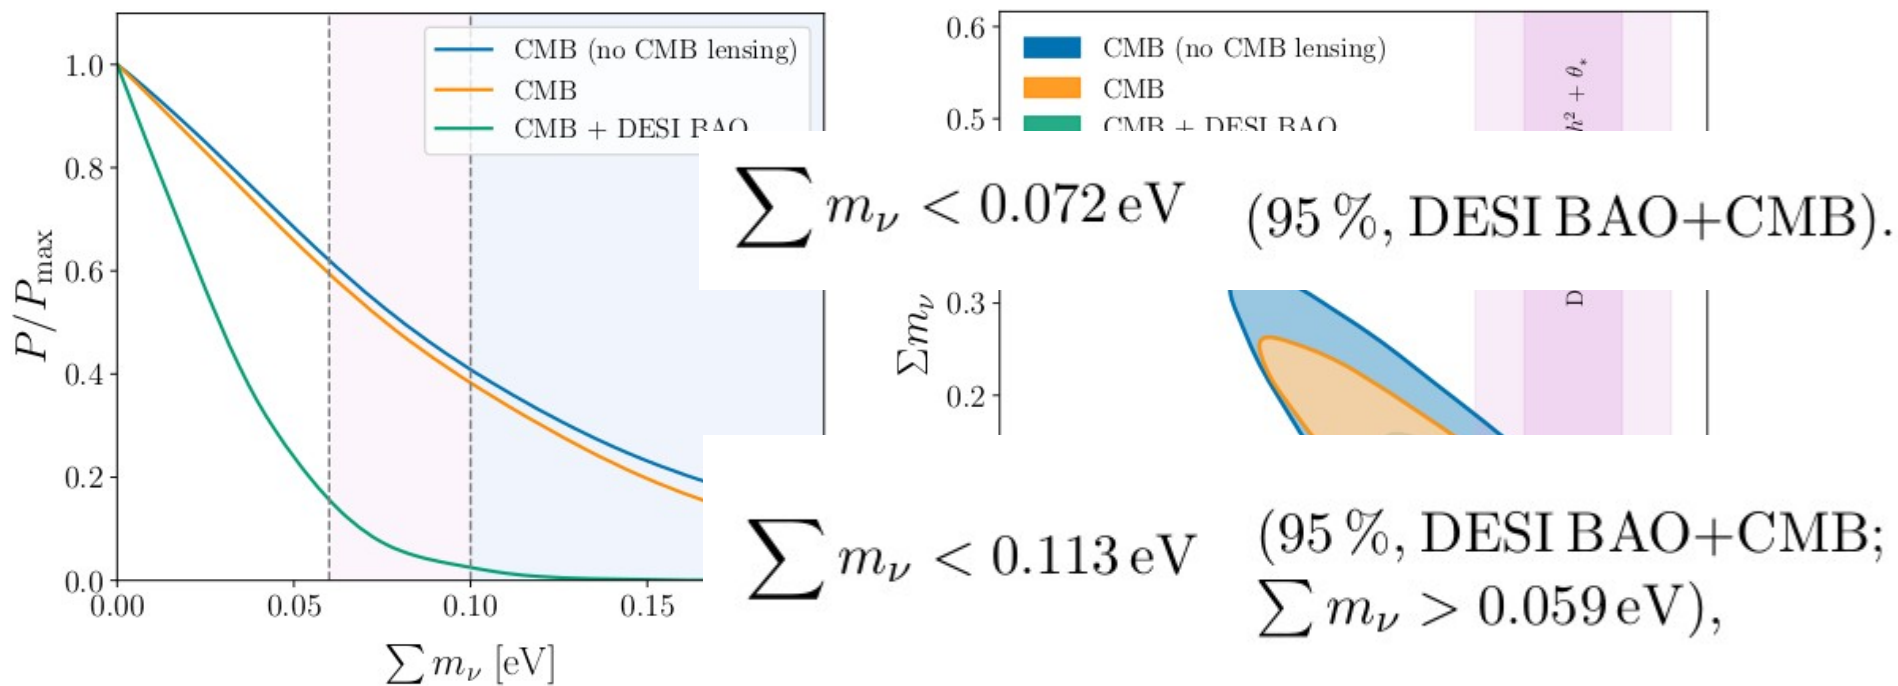 CMB (no CMB lensing)
CMB
CMB + DESI BAO
P/P_max
1.0
0.8
0.6
0.4
0.2
0.0
0.00
0.05
0.10
0.15
∑ m_ν [eV]
CMB (no CMB lensing)
CMB
CMB + DESI BAO
0.6
0.5
0.3
0.2
Σm_ν
h² + θ_*
D
∑ m_ν < 0.072 eV (95 %, DESI BAO+CMB).
∑ m_ν < 0.113 eV (95 %, DESI BAO+CMB;
∑ m_ν > 0.059 eV),